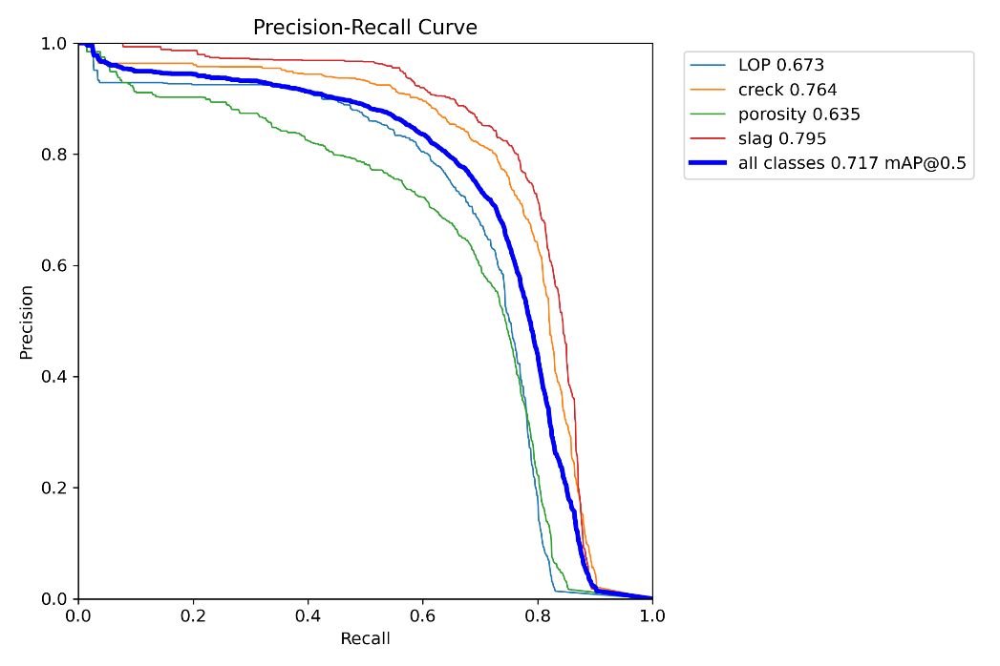 Precision-Recall Curve
1.0
0.8
0.6
0.4
0.2
0.0
Precision
0.0 0.2 0.4 0.6 0.8 1.0
Recall
LOP 0.673
creck 0.764
porosity 0.635
slag 0.795
all classes 0.717 mAP@0.5